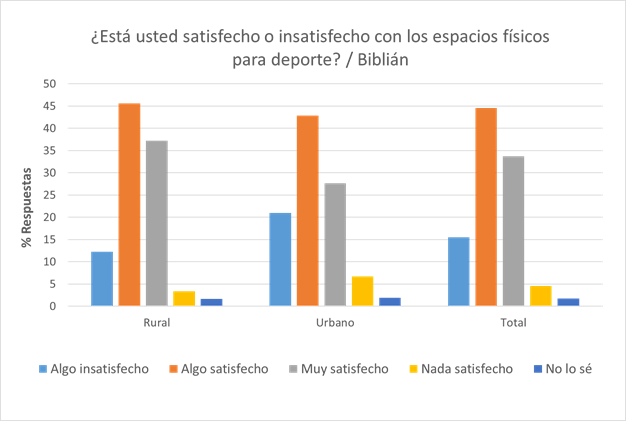 ¿Está usted satisfecho o insatisfecho con los espacios físicos
para deporte? / Biblián
50
45
40
35
30
25
20
15
10
5
0
% Respuestas
Rural Urbano Total
Algo insatisfecho Algo satisfecho Muy satisfecho Nada satisfecho No lo sé